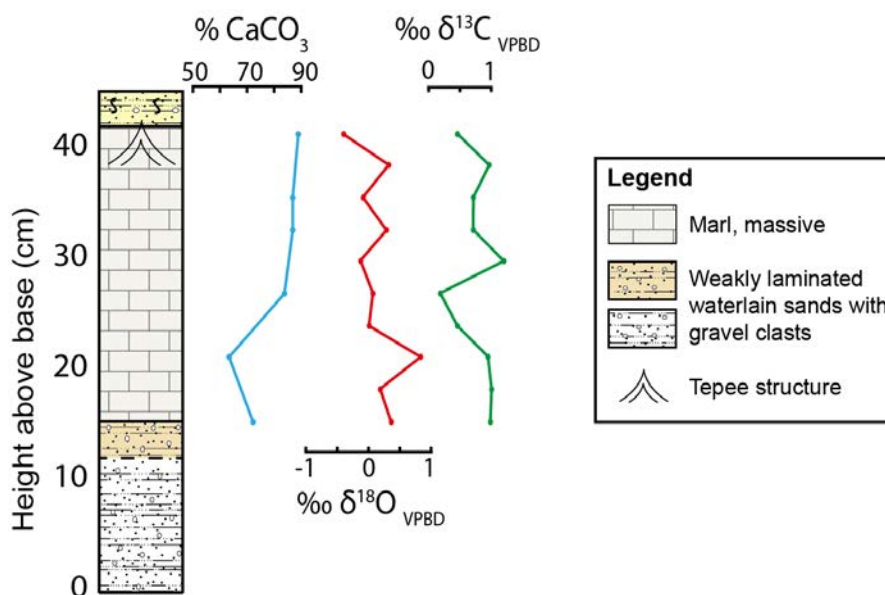 % CaCO3
‰ δ13C VPBD
50 70 90
0 1
40
30
20
10
0
Height above base (cm)
-1 0 1
‰ δ18O VPBD
Legend
Marl, massive
Weakly laminated
waterlain sands with
gravel clasts
Tepee structure